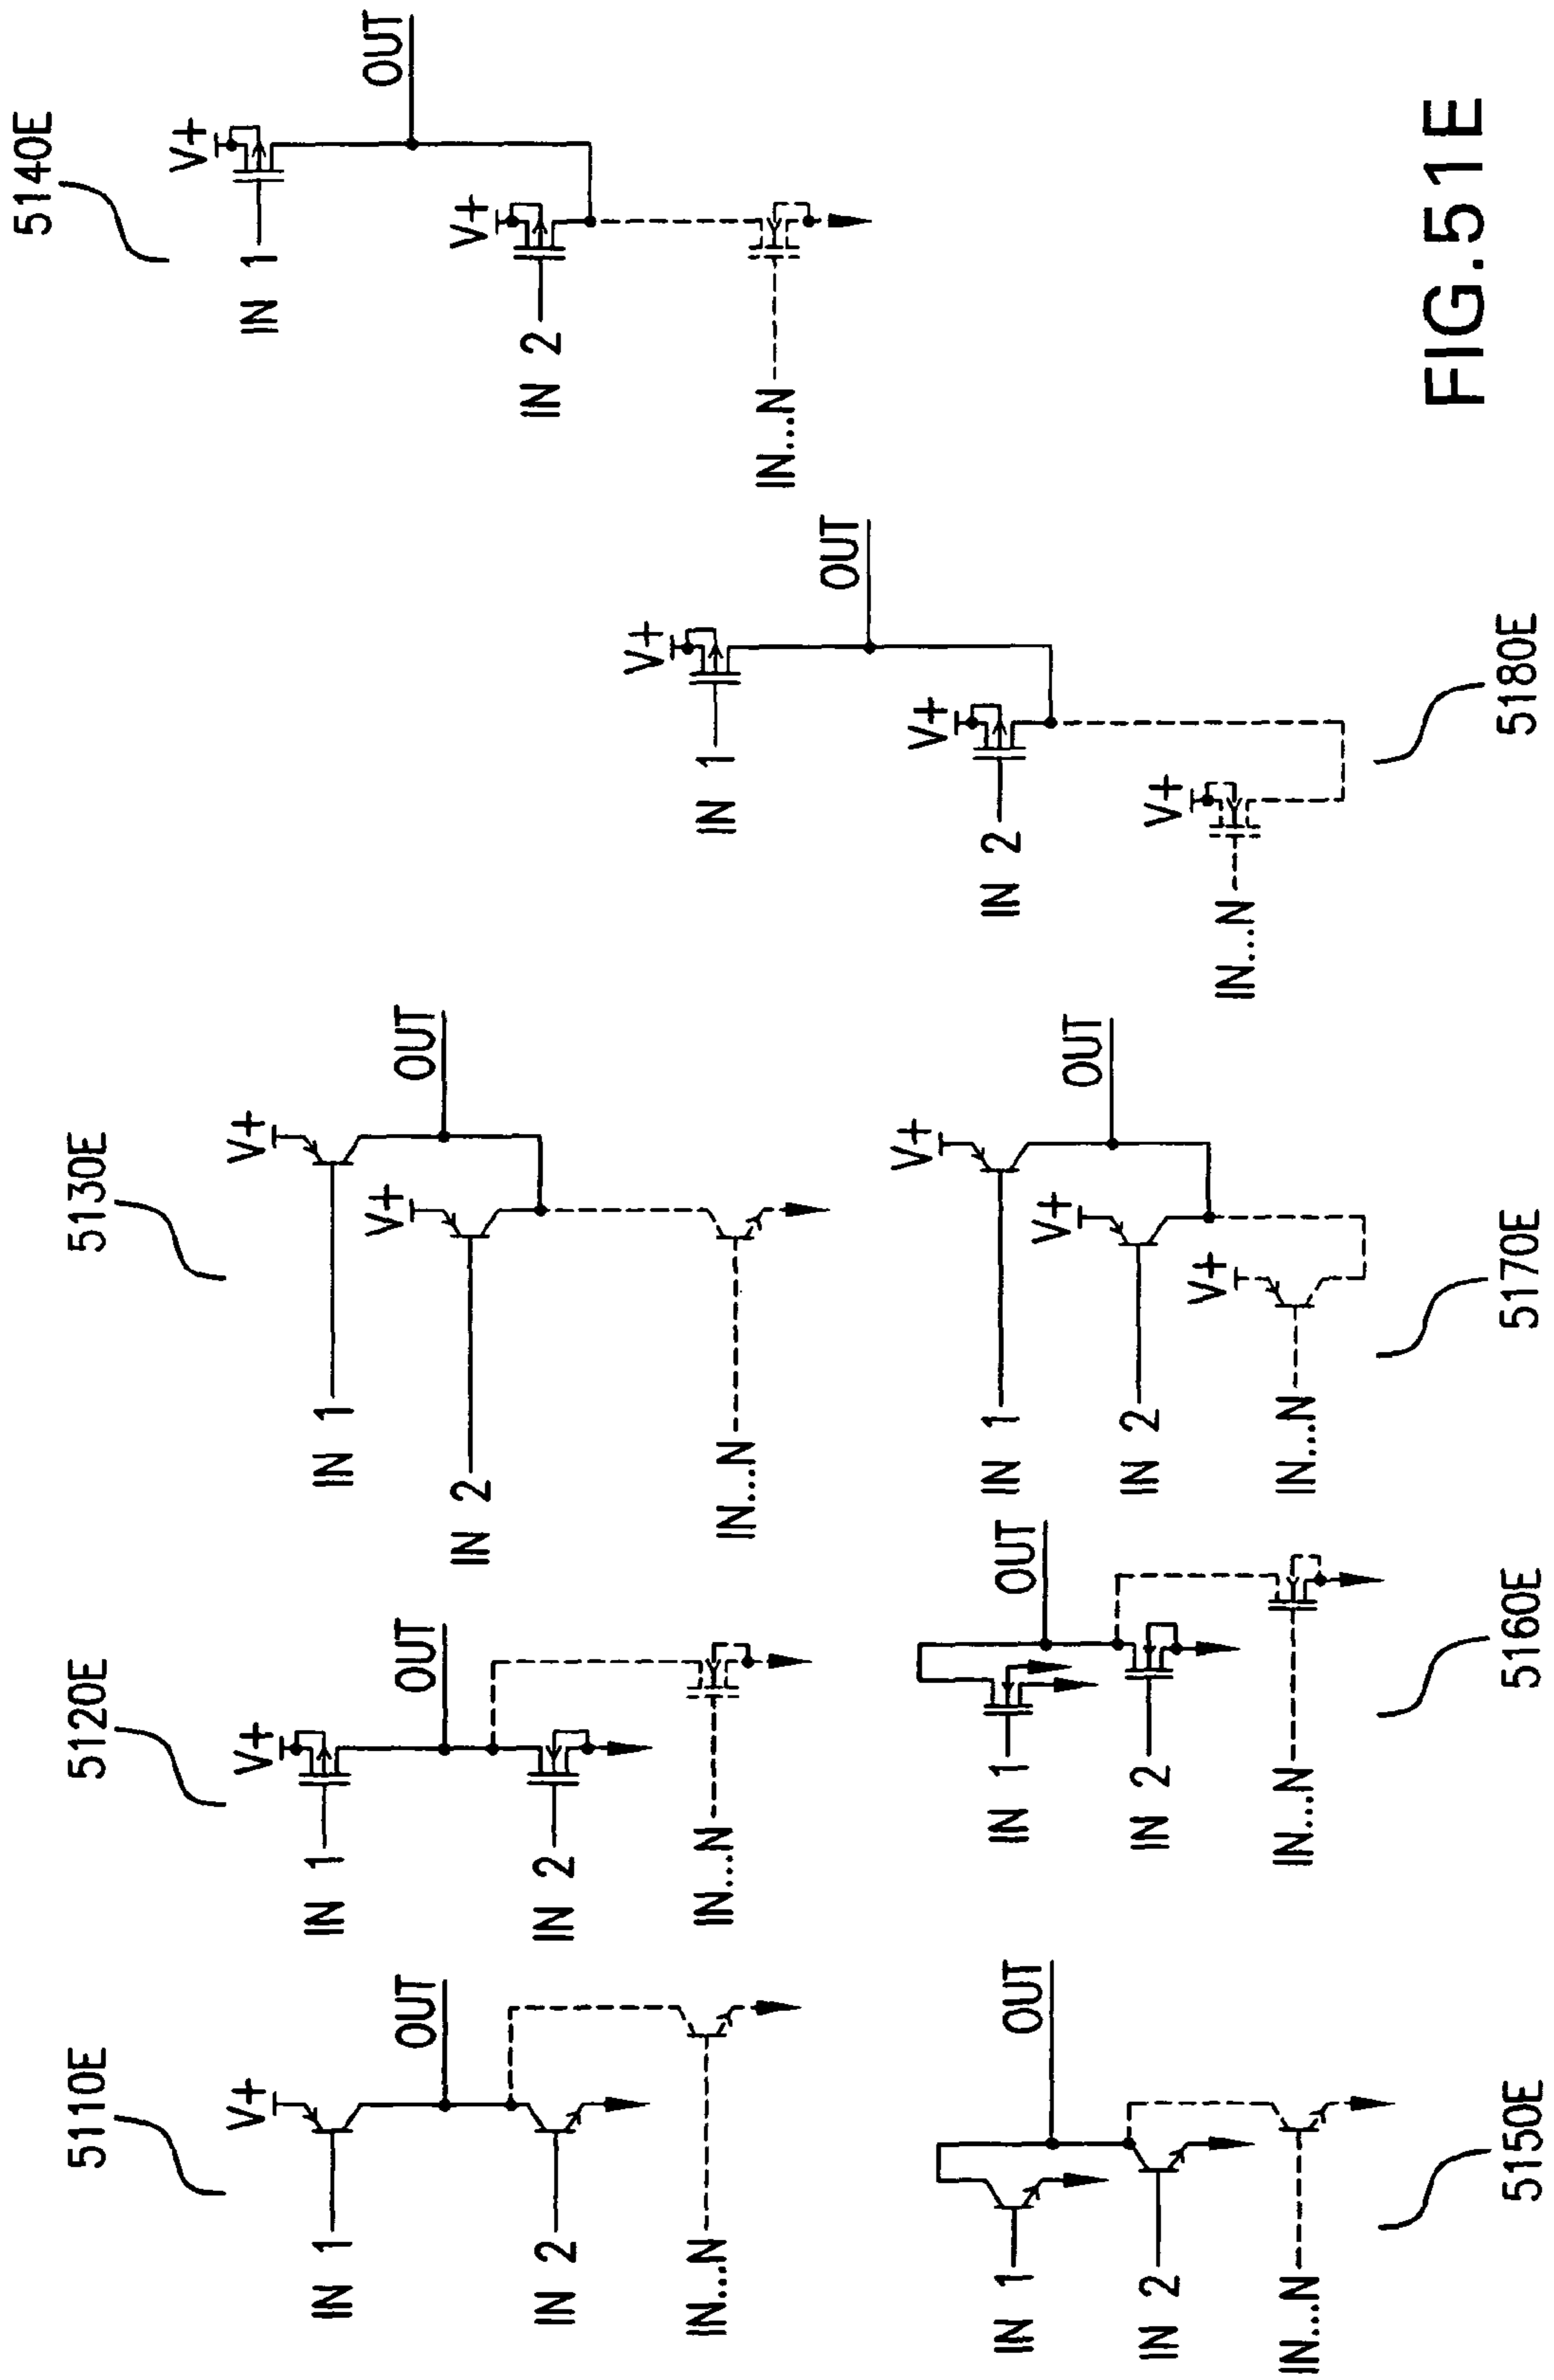 5110E
V+
IN 1
OUT
IN 2
IN...N
5120E
V+
IN 1
OUT
IN 2
IN...N
5130E
V+
IN 1
V+
OUT
IN 2
IN...N
5140E
V+
IN 1
OUT
V+
IN 2
IN...N
IN 1
OUT
IN 2
IN...N
5150E
IN 1
OUT
IN 2
IN...N
5160E
V+
IN 1
V+
OUT
IN 2
V+
IN...N
5170E
V+
IN 1
OUT
V+
IN 2
V+
IN...N
5180E
FIG.51E